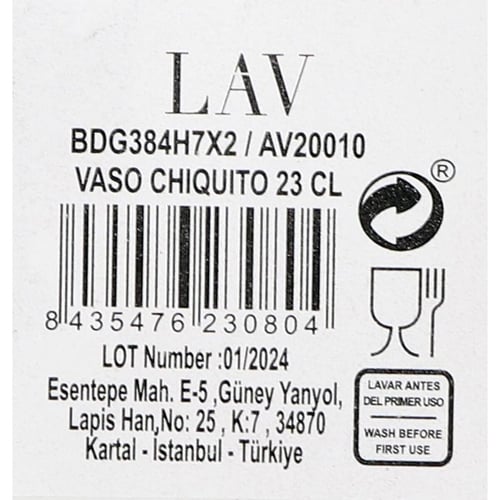 LAV
BDG384H7X2 / AV20010
VASO CHIQUITO 23 CL
®
8 435476 230804
LOT Number :01/2024
Esentepe Mah. E-5 ,Güney Yanyol,
Lapis Han,No: 25 , K:7 , 34870
Kartal - İstanbul - Türkiye
LAVAR ANTES
DEL PRIMER USO
WASH BEFORE
FIRST USE